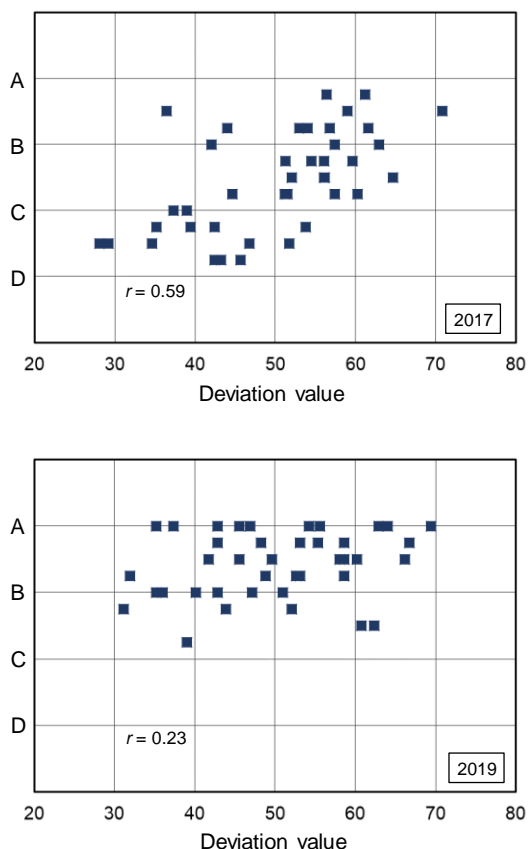 A
B
C
D
r = 0.59
2017
20 30 40 50 60 70 80
Deviation value
A
B
C
D
r = 0.23
2019
20 30 40 50 60 70 80
Deviation value